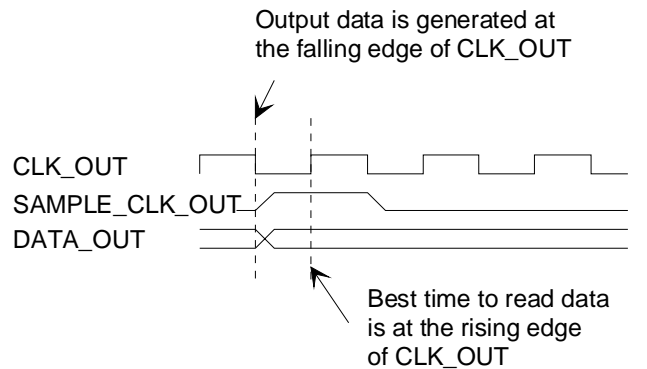 Output data is generated at
the falling edge of CLK_OUT
CLK_OUT
SAMPLE_CLK_OUT
DATA_OUT
Best time to read data
is at the rising edge
of CLK_OUT